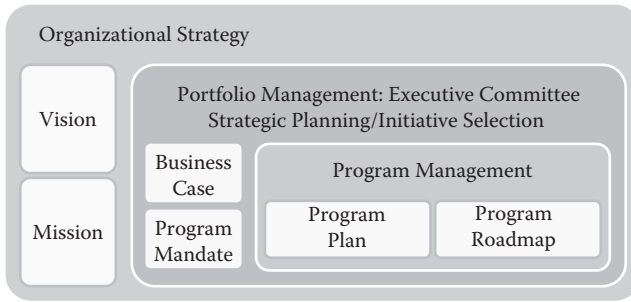 Organizational Strategy
Vision
Mission
Portfolio Management: Executive Committee
Strategic Planning/Initiative Selection
Business
Case
Program
Mandate
Program Management
Program
Plan
Program
Roadmap